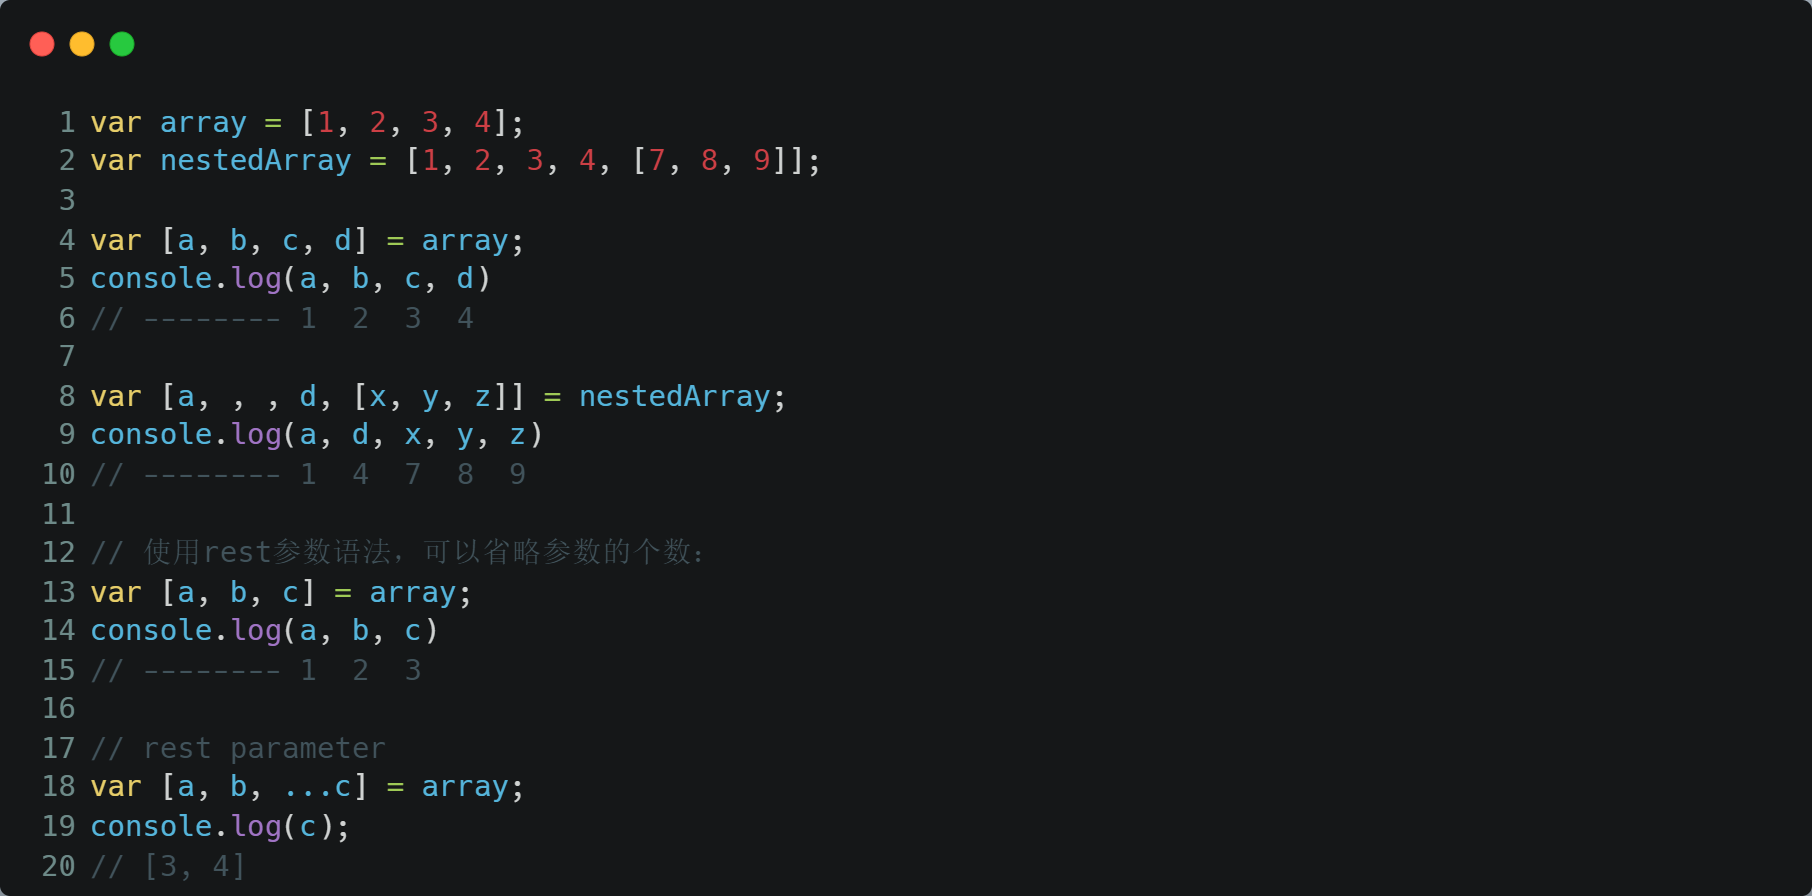 1 var array = [1, 2, 3, 4];
2 var nestedArray = [1, 2, 3, 4, [7, 8, 9]];
3
4 var [a, b, c, d] = array;
5 console.log(a, b, c, d)
6 // -------- 1  2  3  4
7
8 var [a, , , d, [x, y, z]] = nestedArray;
9 console.log(a, d, x, y, z)
10 // -------- 1  4  7  8  9
11
12 // 使用rest参数语法，可以省略参数的个数：
13 var [a, b, c] = array;
14 console.log(a, b, c)
15 // -------- 1  2  3
16
17 // rest parameter
18 var [a, b, ...c] = array;
19 console.log(c);
20 // [3, 4]